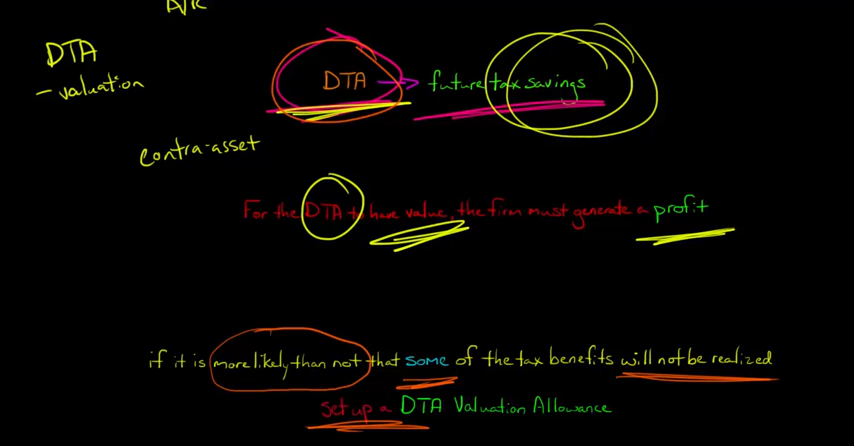 A/R
DTA
- valuation
DTA → future tax savings
contra-asset
For the DTA to have value, the firm must generate a profit
if it is more likely than not that some of the tax benefits will not be realized
set up a DTA Valuation Allowance